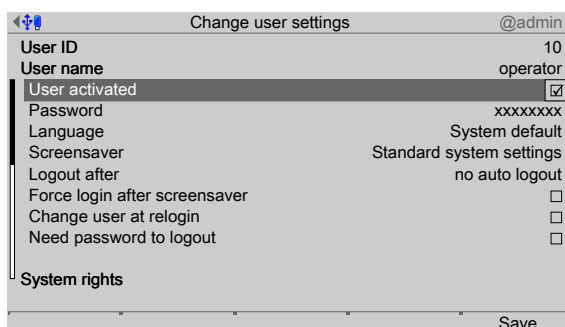 Change user settings @admin
User ID 10
User name operator
User activated ☑
Password xxxxxxxx
Language System default
Screensaver Standard system settings
Logout after no auto logout
Force login after screensaver ☐
Change user at relogin ☐
Need password to logout ☐
System rights
Save